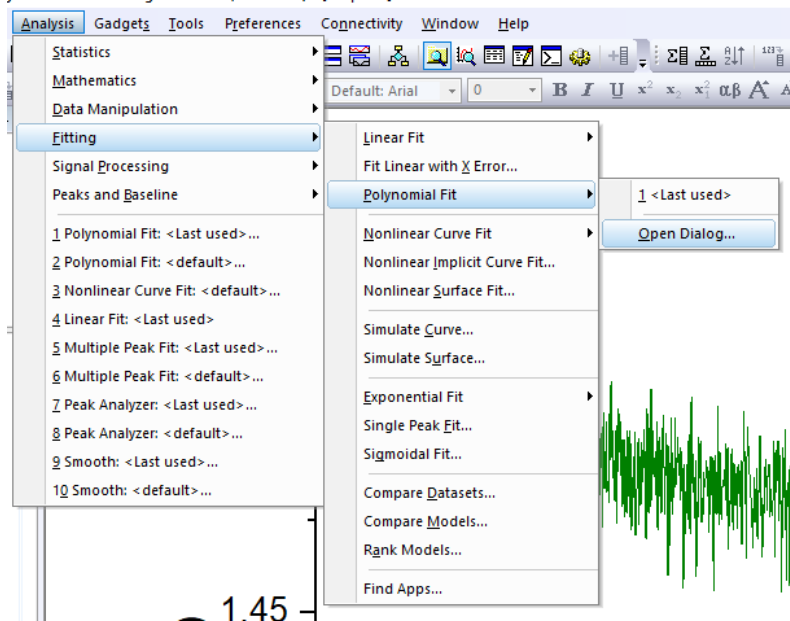 Analysis Gadgets Tools Preferences Connectivity Window Help
Statistics
Mathematics
Data Manipulation
Fitting
Signal Processing
Peaks and Baseline
1 Polynomial Fit: <Last used>...
2 Polynomial Fit: <default>...
3 Nonlinear Curve Fit: <default>...
4 Linear Fit: <Last used>
5 Multiple Peak Fit: <Last used>...
6 Multiple Peak Fit: <default>...
7 Peak Analyzer: <Last used>...
8 Peak Analyzer: <default>...
9 Smooth: <Last used>...
10 Smooth: <default>...
Default: Arial 0 B I U x² x₂ αβ A
Linear Fit
Fit Linear with X Error...
Polynomial Fit
Nonlinear Curve Fit
Nonlinear Implicit Curve Fit...
Nonlinear Surface Fit...
Simulate Curve...
Simulate Surface...
Exponential Fit
Single Peak Fit...
Sigmoidal Fit...
Compare Datasets...
Compare Models...
Rank Models...
Find Apps...
1 <Last used>
Open Dialog...
1.45